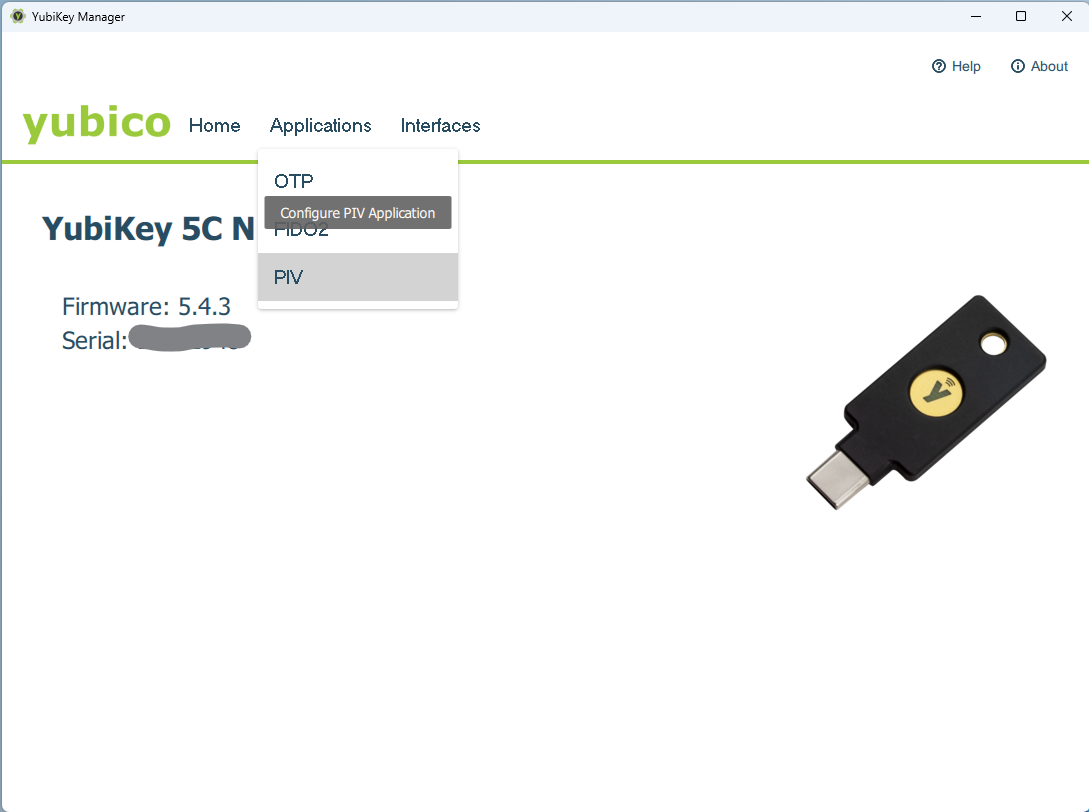 YubiKey Manager
Help
About
yubico
Home
Applications
Interfaces
OTP
Configure PIV Application
FIDO2
PIV
YubiKey 5C N
Firmware: 5.4.3
Serial: